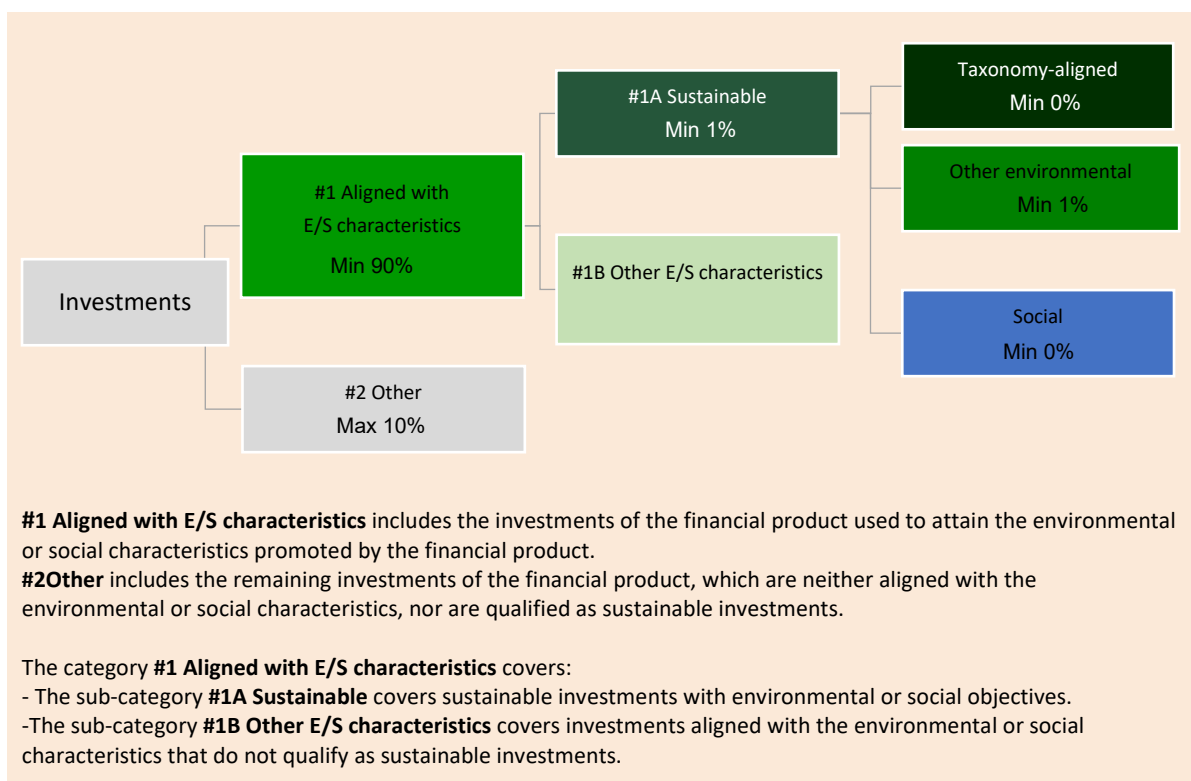 Investments
#1 Aligned with
E/S characteristics
Min 90%
#2 Other
Max 10%
#1A Sustainable
Min 1%
#1B Other E/S characteristics
Taxonomy-aligned
Min 0%
Other environmental
Min 1%
Social
Min 0%
#1 Aligned with E/S characteristics includes the investments of the financial product used to attain the environmental
or social characteristics promoted by the financial product.
#2Other includes the remaining investments of the financial product, which are neither aligned with the
environmental or social characteristics, nor are qualified as sustainable investments.
The category #1 Aligned with E/S characteristics covers:
- The sub-category #1A Sustainable covers sustainable investments with environmental or social objectives.
-The sub-category #1B Other E/S characteristics covers investments aligned with the environmental or social
characteristics that do not qualify as sustainable investments.